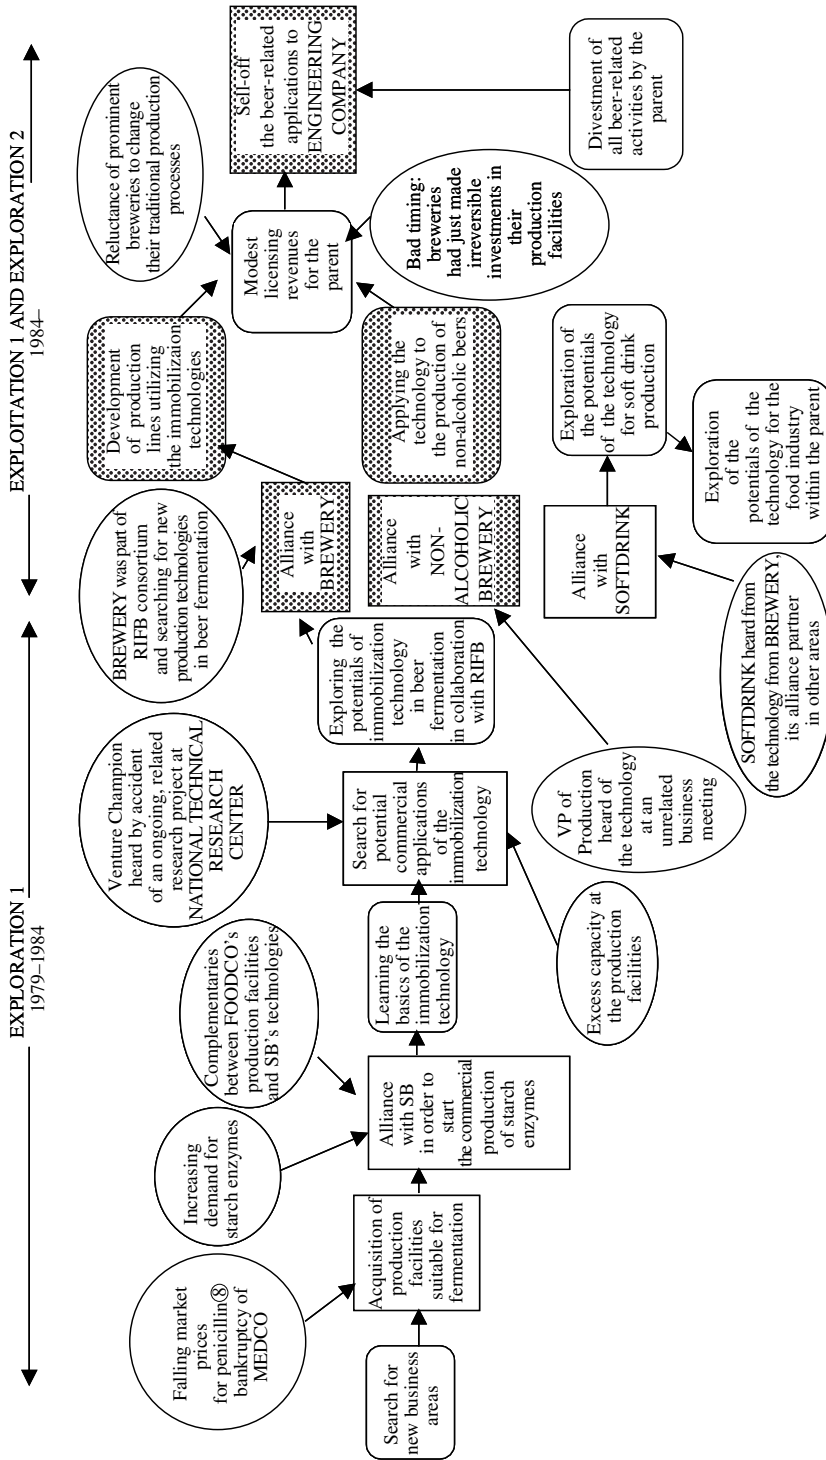 EXPLORATION 1
1979–1984
EXPLOITATION 1 AND EXPLORATION 2
1984–
Falling market
prices
for penicillin®
bankruptcy of
MEDCO
Increasing
demand for
starch enzymes
Complementaries
between FOODCO’s
production facilities
and SB’s technologies
Venture Champion
heard by accident
of an ongoing, related
research project at
NATIONAL TECHNICAL
RESEARCH
CENTER
BREWERY was part of
RIFB consortium
and searching for new
production technologies
in beer fermentation
Development
of production
lines utilizing
the immobilizaion
technologies
Reluctance of prominent
breweries to change
their traditional production
processes
Sell-off
the beer-related
applications to
ENGINEERING
COMPANY
Search for
new business
areas
Acquisition of
production
facilities
suitable for
fermentation
Alliance
with SB
in order to
start
the commercial
production
of starch
enzymes
Learning the
basics of the
immobilization
technology
Search for
potential
commercial
applications
of the
immobilization
technology
Exploring the
potentials of
immobilization
technology
in beer
fermentation
in collaboration
with RIFB
Alliance
with
BREWERY
Alliance
with
NON-
ALCOHOLIC
BREWERY
Applying the
technology to
the production of
non-alcoholic beers
Modest
licensing
revenues
for the
parent
Bad timing:
breweries
had just made
irreversible
investments in
their
production
facilities
Excess capacity at
the production
facilities
VP of
Production
heard of
the technology
at an
unrelated
business
meeting
Alliance
with
SOFTDRINK
Exploration of
the potentials
of the technology
for soft drink
production
Divestment of
all beer-related
activities by the
parent
SOFTDRINK heard from
the technology from BREWERY,
its alliance partner
in other areas
Exploration
of the
potentials of the
technology for the
food industry
within the parent